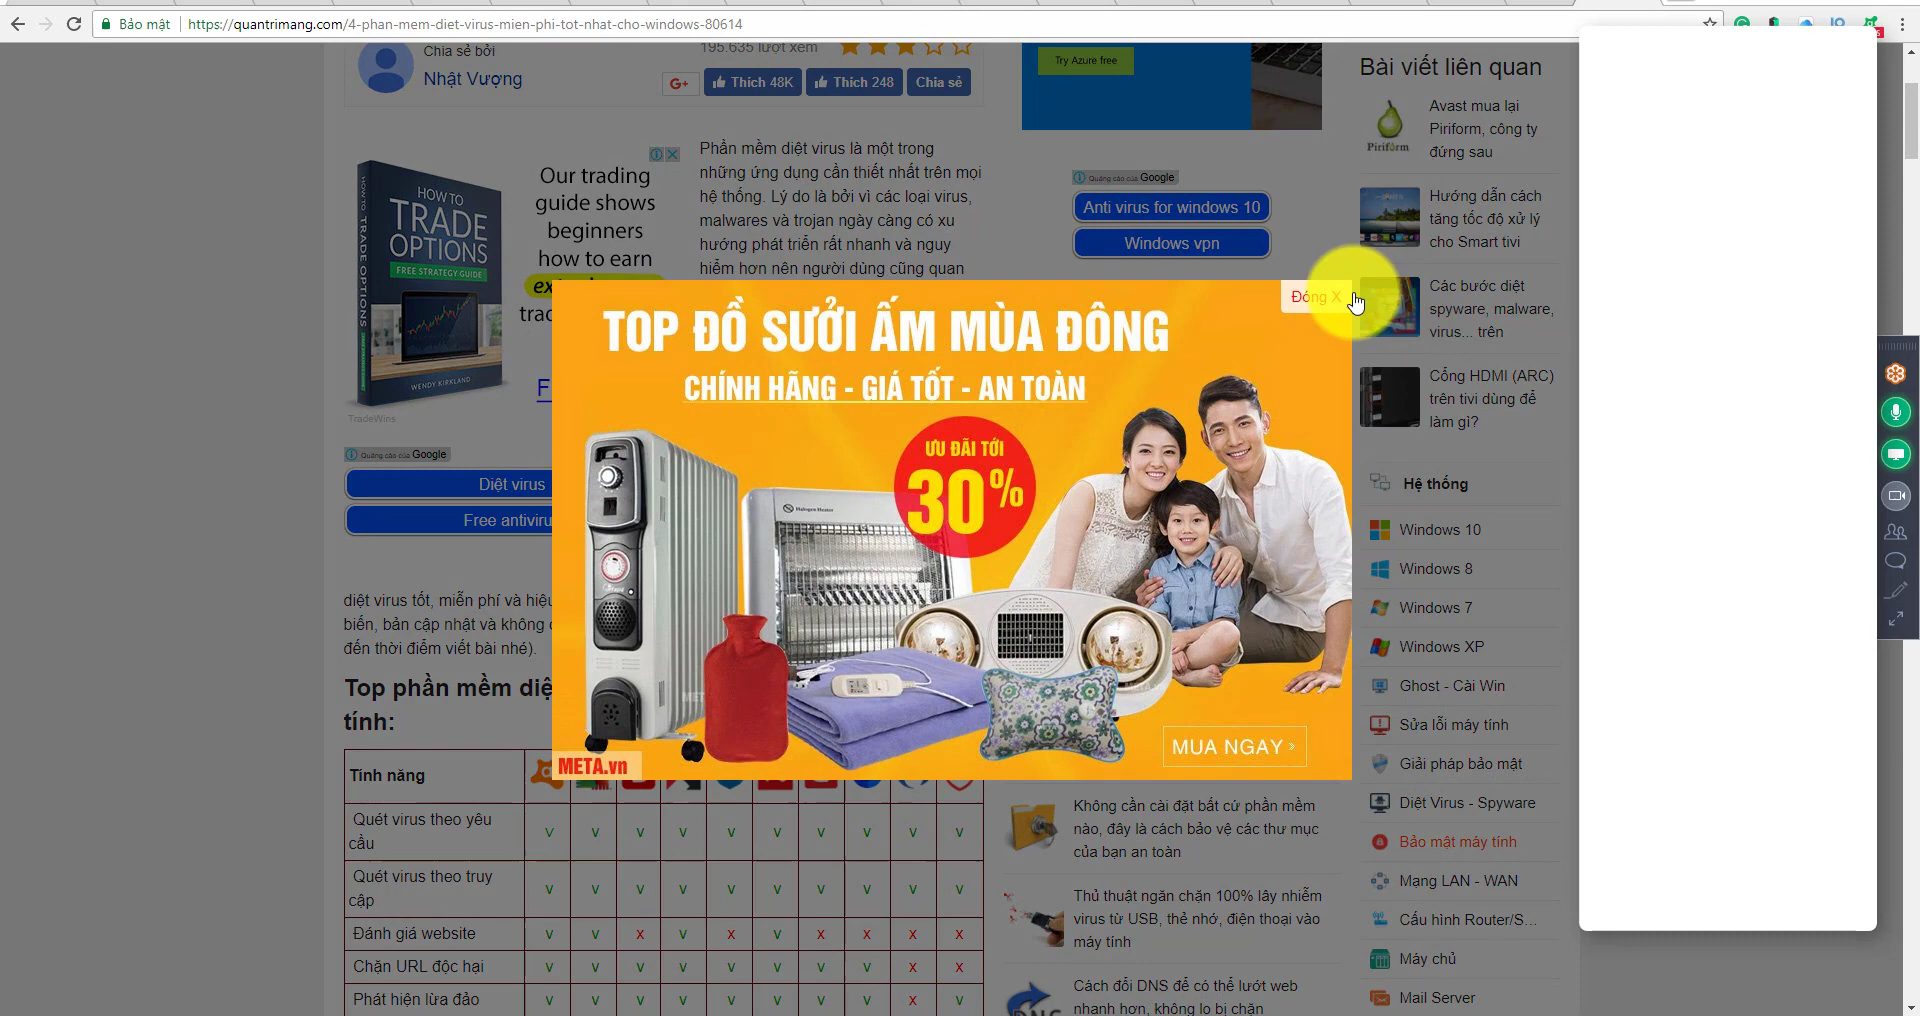 Bảo mật
https://quantrimang.com/4-phan-mem-diet-virus-mien-phi-tot-nhat-cho-windows-80614
Chia sẻ bởi
Nhật Vượng
195.635 lượt xem
G+
Thích 48K
Thích 248
Chia sẻ
HOW TO
TRADE
OPTIONS
FREE STRATEGY GUIDE
WENDY KIRKLAND
HOW TO TRADE OPTIONS
Our trading
guide shows
beginners
how to earn
TradeWins
Phần mềm diệt virus là một trong
những ứng dụng cần thiết nhất trên mọi
hệ thống. Lý do là bởi vì các loại virus,
malwares và trojan ngày càng có xu
hướng phát triển rất nhanh và nguy
hiểm hơn nên người dùng cũng quan
Quảng cáo của Google
Diệt virus
diệt virus tốt, miễn phí và hiệu
biến, bản cập nhật và không
đến thời điểm viết bài nhé).
Top phần mềm
tính:
Tính năng
Quét virus theo yêu
cầu
v v v v v v v v v v
Quét virus theo truy
cập
v v v v v v v v v v
Đánh giá website
v v x v x v x x x x
Chặn URL độc hại
v v v v v v v v x x
Phát hiện lừa đảo
v v v v v v v v x v
Đóng X
TOP ĐỒ SƯỞI ẤM MÙA ĐÔNG
CHÍNH HÃNG - GIÁ TỐT - AN TOÀN
ƯU ĐÃI TỚI
30%
Halogen Heater
MUA NGAY
META.vn
Try Azure free
Quảng cáo của Google
Anti virus for windows 10
Windows vpn
Không cần cài đặt bất cứ phần mềm
nào, đây là cách bảo vệ các thư mục
của bạn an toàn
Thủ thuật ngăn chặn 100% lây nhiễm
virus từ USB, thẻ nhớ, điện thoại vào
máy tính
Cách đổi DNS để có thể lướt web
nhanh hơn, không lo bị chặn
DNS
Bài viết liên quan
Piriform
Avast mua lại
Piriform, công ty
đứng sau
Hướng dẫn cách
tăng tốc độ xử lý
cho Smart tivi
Các bước diệt
spyware, malware,
virus... trên
Cổng HDMI (ARC)
trên tivi dùng để
làm gì?
Hệ thống
Windows 10
Windows 8
Windows 7
Windows XP
Ghost - Cài Win
Sửa lỗi máy tính
Giải pháp bảo mật
Diệt Virus - Spyware
Bảo mật máy tính
Mạng LAN - WAN
Cấu hình Router/S...
Máy chủ
Mail Server